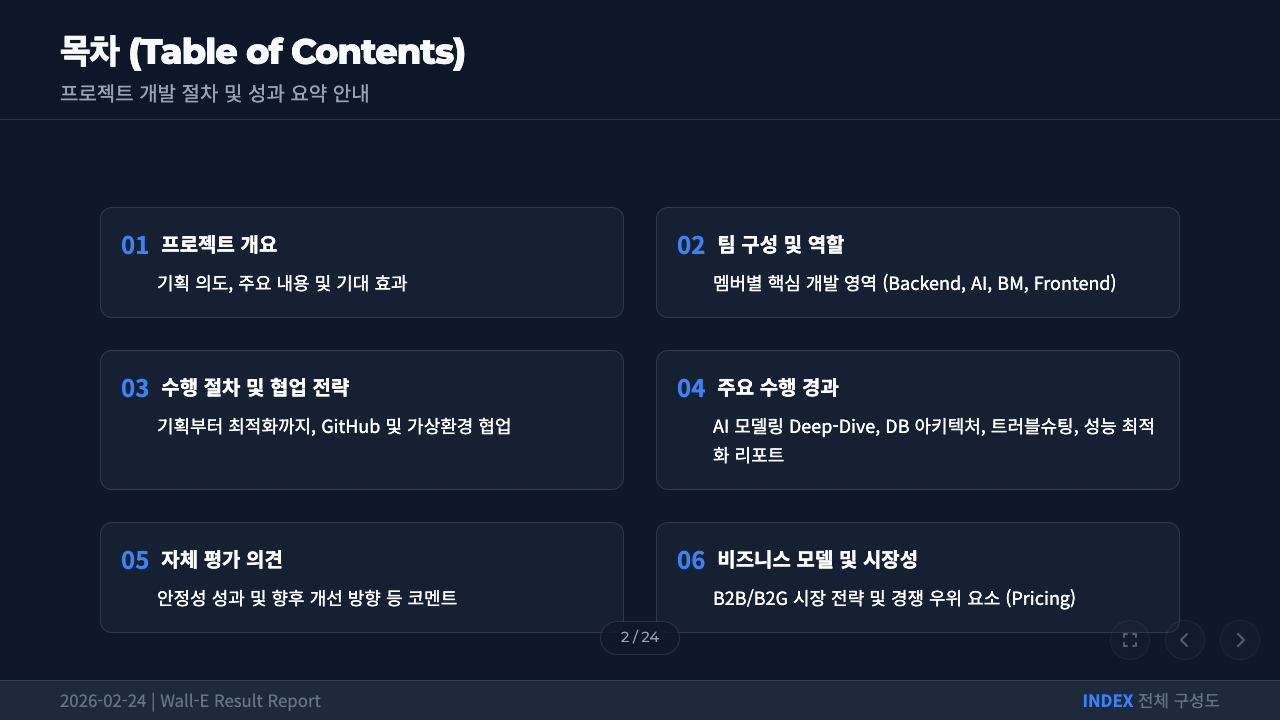 목차 (Table of Contents)
프로젝트 개발 절차 및 성과 요약 안내
01 프로젝트 개요
기획 의도, 주요 내용 및 기대 효과
02 팀 구성 및 역할
멤버별 핵심 개발 영역 (Backend, AI, BM, Frontend)
03 수행 절차 및 협업 전략
기획부터 최적화까지, GitHub 및 가상환경 협업
04 주요 수행 경과
AI 모델링 Deep-Dive, DB 아키텍처, 트러블슈팅, 성능 최적
화 리포트
05 자체 평가 의견
안정성 성과 및 향후 개선 방향 등 코멘트
06 비즈니스 모델 및 시장성
B2B/B2G 시장 전략 및 경쟁 우위 요소 (Pricing)
2 / 24
2026-02-24 | Wall-E Result Report
INDEX 전체 구성도